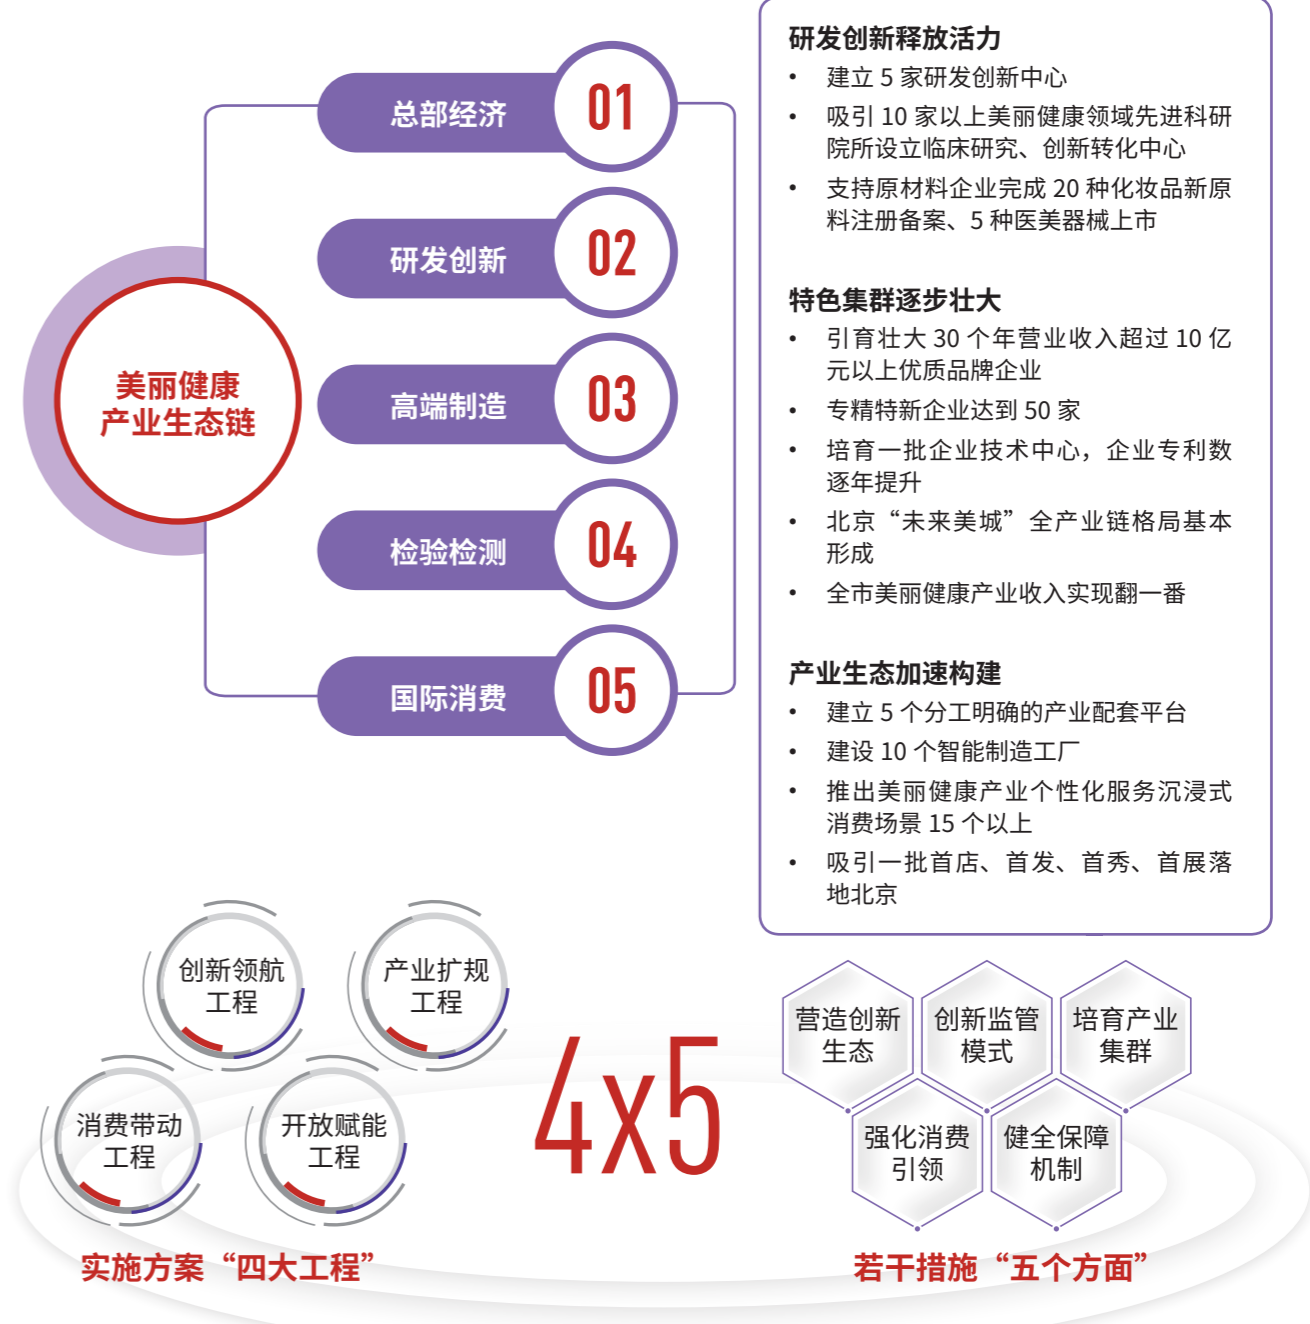 美丽健康
产业生态链
总部经济
01
研发创新
02
高端制造
03
检验检测
04
国际消费
05
研发创新释放活力
• 建立 5 家研发创新中心
• 吸引 10 家以上美丽健康领域先进科研
院所设立临床研究、创新转化中心
• 支持原材料企业完成 20 种化妆品新原
料注册备案、5 种医美器械上市
特色集群逐步壮大
• 引育壮大 30 个年营业收入超过 10 亿
元以上优质品牌企业
• 专精特新企业达到 50 家
• 培育一批企业技术中心，企业专利数
逐年提升
• 北京“未来美城”全产业链格局基本
形成
• 全市美丽健康产业收入实现翻一番
产业生态加速构建
• 建立 5 个分工明确的产业配套平台
• 建设 10 个智能制造工厂
• 推出美丽健康产业个性化服务沉浸式
消费场景 15 个以上
• 吸引一批首店、首发、首秀、首展落
地北京
创新领航
工程
产业扩规
工程
消费带动
工程
开放赋能
工程
实施方案“四大工程”
4x5
营造创新
生态
创新监管
模式
培育产业
集群
强化消费
引领
健全保障
机制
若干措施“五个方面”